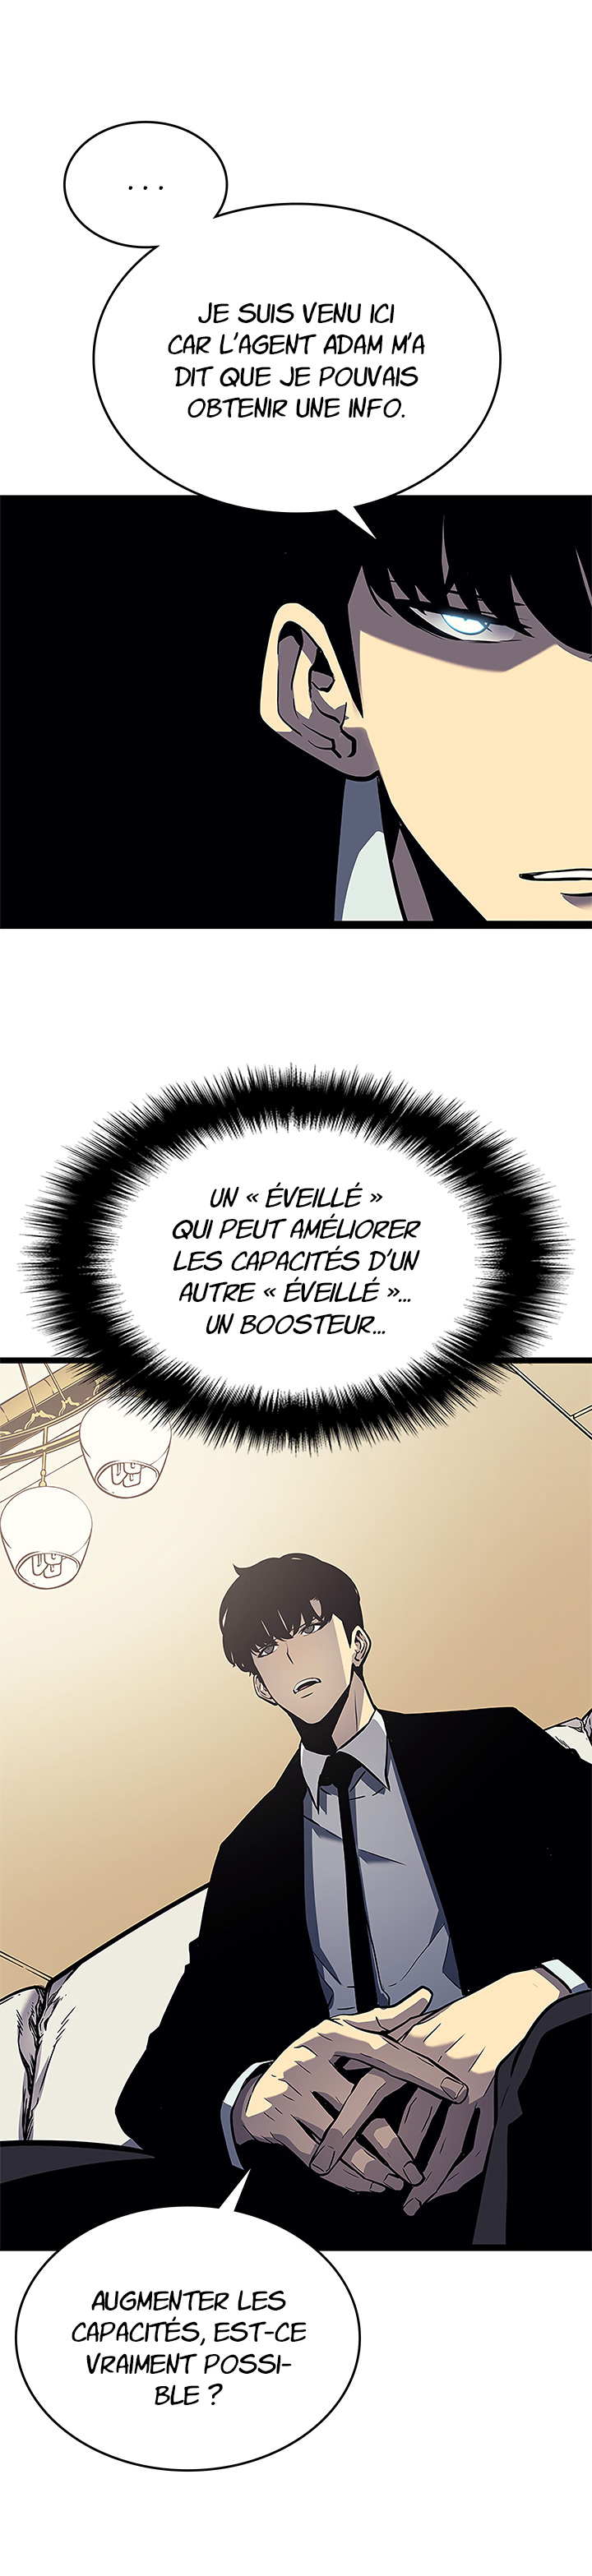 ...
JE SUIS VENU ICI
CAR L'AGENT ADAM M'A
DIT QUE JE POUVAIS
OBTENIR UNE INFO.
UN « ÉVEILLÉ »
QUI PEUT AMÉLIORER
LES CAPACITÉS D'UN
AUTRE « ÉVEILLÉ »...
UN BOOSTEUR...
AUGMENTER LES
CAPACITÉS, EST-CE
VRAIMENT POSSI-
BLE ?